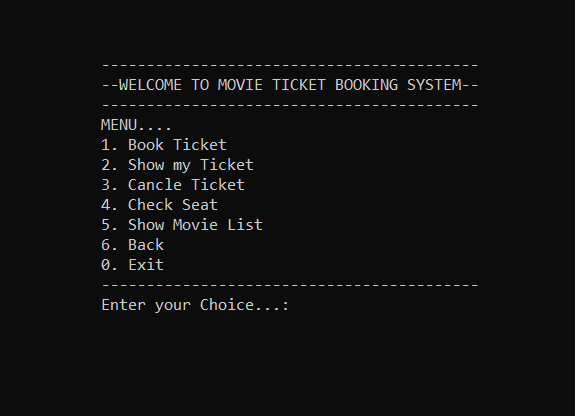 ------------------------------------------
--WELCOME TO MOVIE TICKET BOOKING SYSTEM--
------------------------------------------
MENU....
1. Book Ticket
2. Show my Ticket
3. Cancle Ticket
4. Check Seat
5. Show Movie List
6. Back
0. Exit
------------------------------------------
Enter your Choice...: